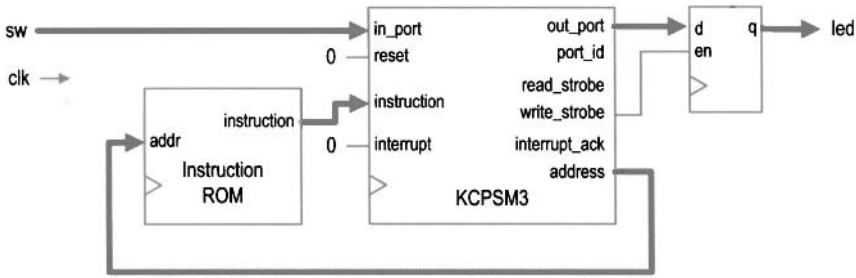 sw
clk
addr
instruction
Instruction
ROM
0
0
in_port
reset
instruction
interrupt
out_port
port_id
read_strobe
write_strobe
interrupt_ack
address
KCPSM3
d
en
q
led